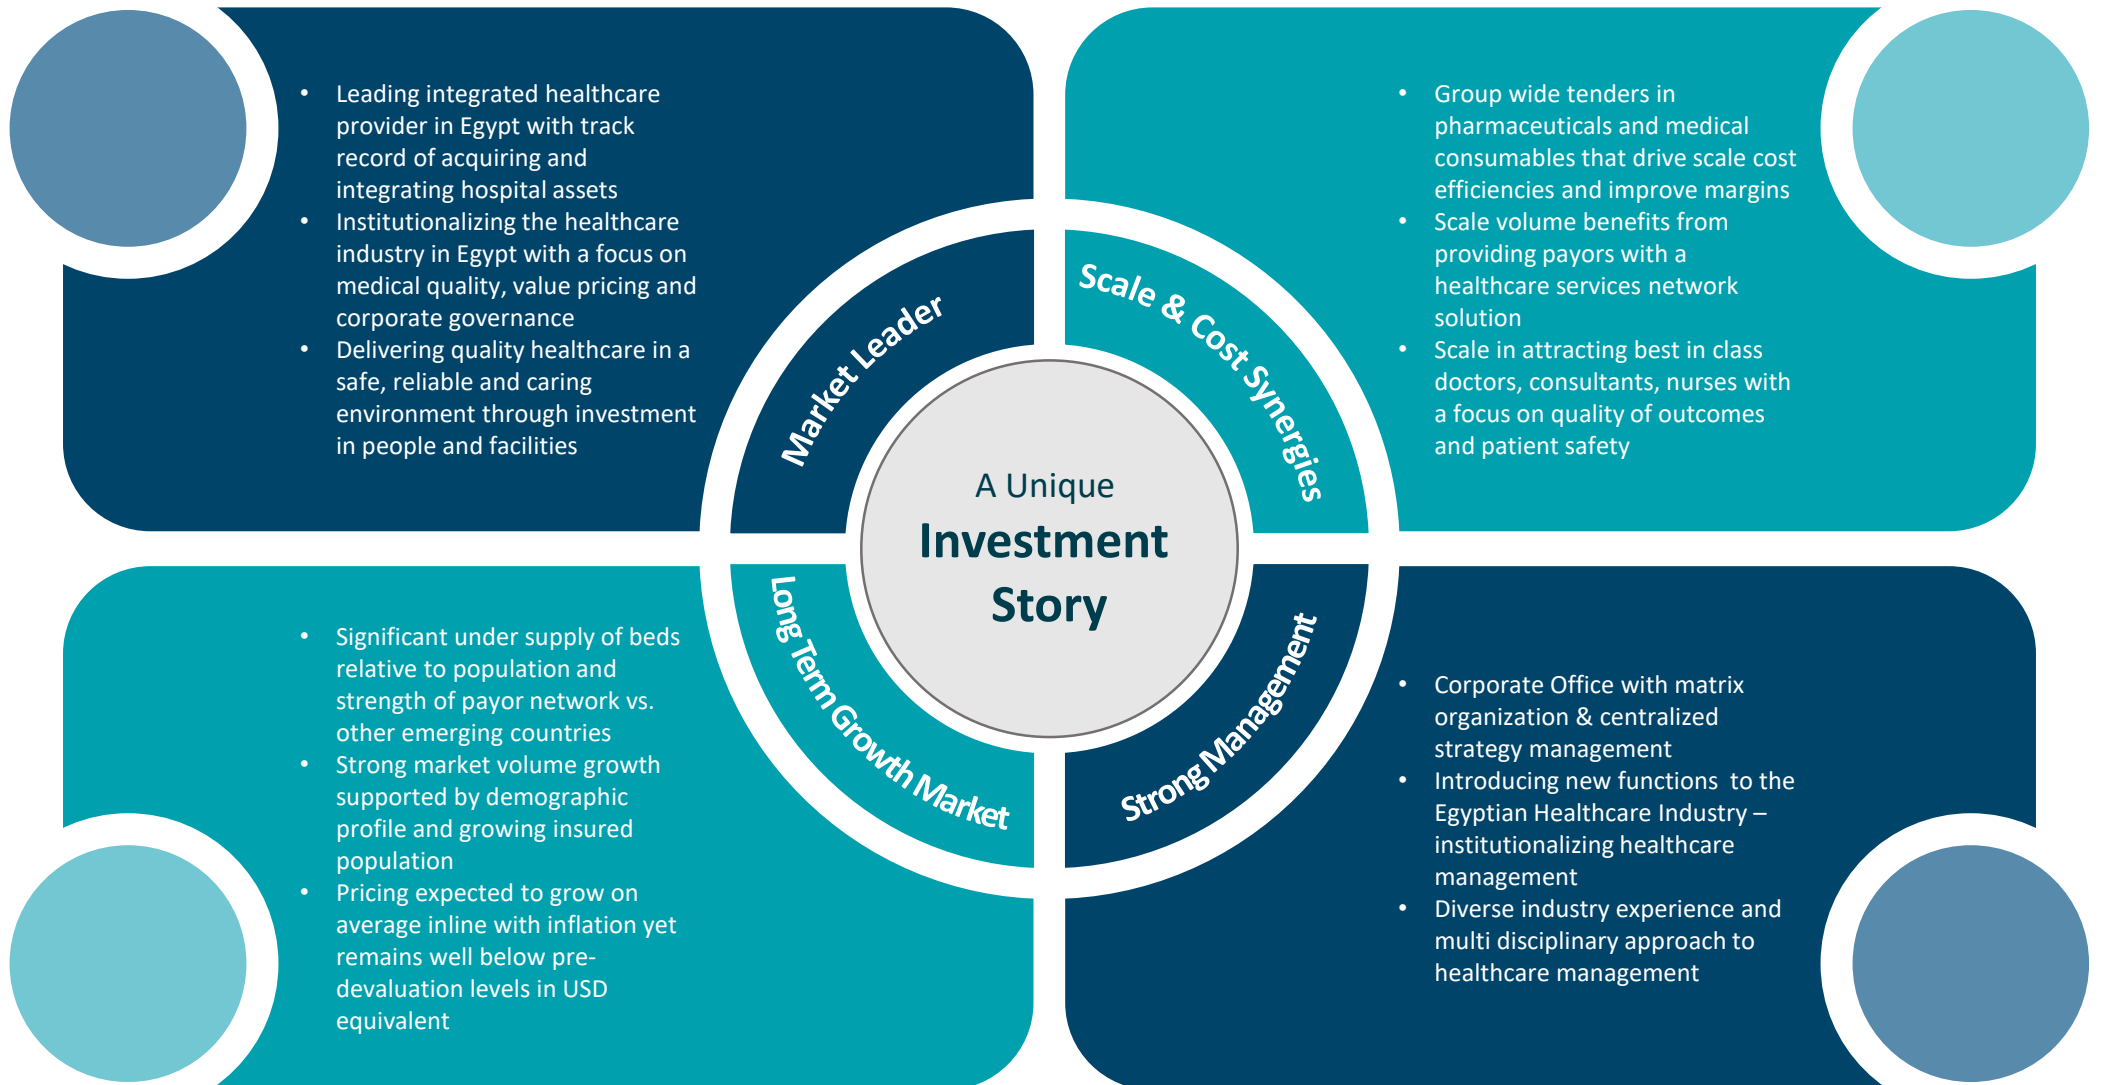 • Leading integrated healthcare
provider in Egypt with track
record of acquiring and
integrating hospital assets
• Institutionalizing the healthcare
industry in Egypt with a focus on
medical quality, value pricing and
corporate governance
• Delivering quality healthcare in a
safe, reliable and caring
environment through investment
in people and facilities
Market Leader
• Group wide tenders in
pharmaceuticals and medical
consumables that drive scale cost
efficiencies and improve margins
• Scale volume benefits from
providing payors with a
healthcare services network
solution
• Scale in attracting best in class
doctors, consultants, nurses with
a focus on quality of outcomes
and patient safety
Scale & Cost Synergies
A Unique
Investment
Story
• Significant under supply of beds
relative to population and
strength of payor network vs.
other emerging countries
• Strong market volume growth
supported by demographic
profile and growing insured
population
• Pricing expected to grow on
average inline with inflation yet
remains well below pre-
devaluation levels in USD
equivalent
Long Term Growth Market
Strong Management
• Corporate Office with matrix
organization & centralized
strategy management
• Introducing new functions  to the
Egyptian Healthcare Industry –
institutionalizing healthcare
management
• Diverse industry experience and
multi disciplinary approach to
healthcare management